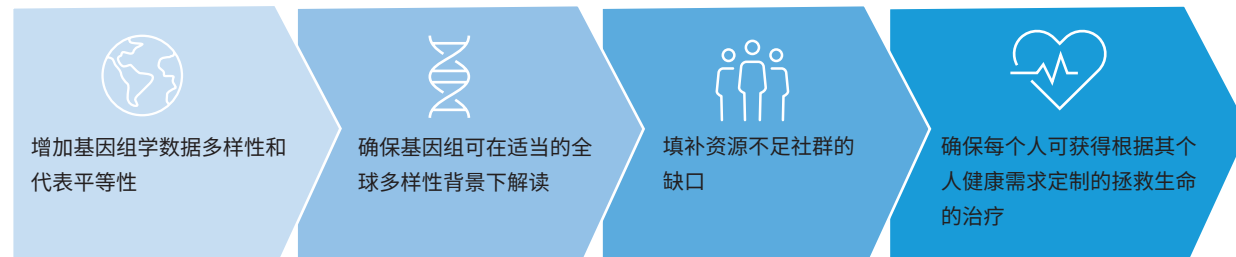 增加基因组学数据多样性和
代表平等性
确保基因组可在适当的全
球多样性背景下解读
填补资源不足社群的
缺口
确保每个人可获得根据其个
人健康需求定制的拯救生命
的治疗